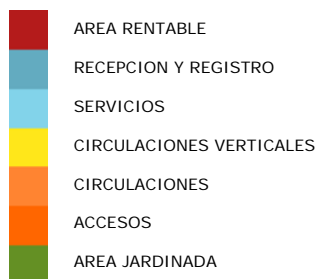 AREA RENTABLE
RECEPCION Y REGISTRO
SERVICIOS
CIRCULACIONES VERTICALES
CIRCULACIONES
ACCESOS
AREA JARDINADA